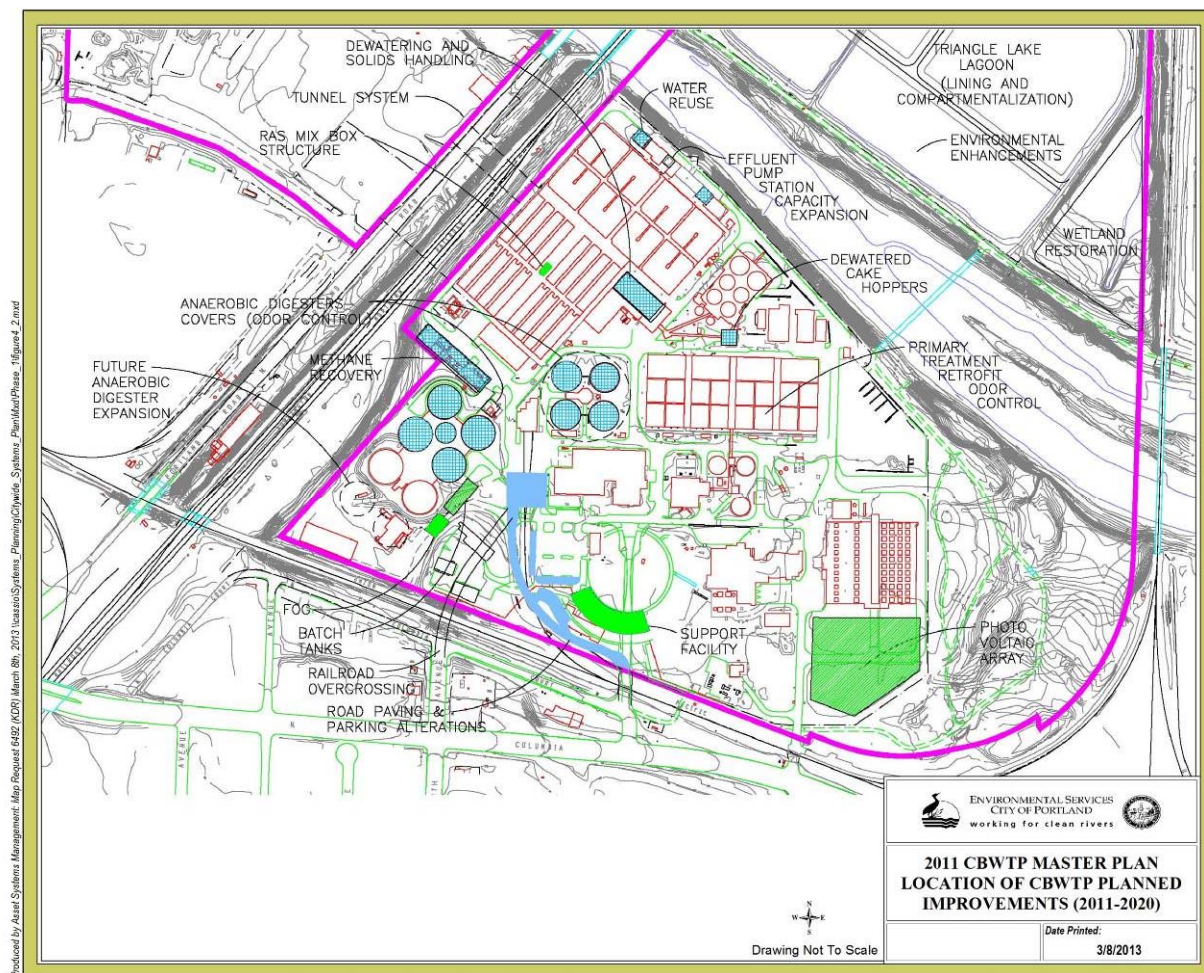 DEWATERING AND
SOLIDS HANDLING
TUNNEL SYSTEM
RAS MIX BOX
STRUCTURE
WATER
REUSE
EFFLUENT
PUMP
STATION
CAPACITY
EXPANSION
TRIANGLE LAKE
LAGOON
(LINING AND
COMPARTMENTALIZATION)
ENVIRONMENTAL
ENHANCEMENTS
WETLAND
RESTORATION
DEWATERED
CAKE
HOPPERS
ANAEROBIC DIGESTERS
COVERS (ODOR CONTROL)
METHANE
RECOVERY
FUTURE
ANAEROBIC
DIGESTER
EXPANSION
PRIMARY
TREATMENT
RETROFIT
ODOR
CONTROL
FOG
BATCH
TANKS
RAILROAD
OVERCROSSING
ROAD PAVING &
PARKING ALTERATIONS
SUPPORT
FACILITY
PHOTO
VOLTAIC
ARRAY
ROAD
AVENUE
AVENUE
AVENUE
N
COLUMBIA
ENVIRONMENTAL SERVICES
CITY OF PORTLAND
working for clean rivers
2011 CBWTP MASTER PLAN
LOCATION OF CBWTP PLANNED
IMPROVEMENTS (2011-2020)
Date Printed:
3/8/2013
N
W E
S
Drawing Not To Scale